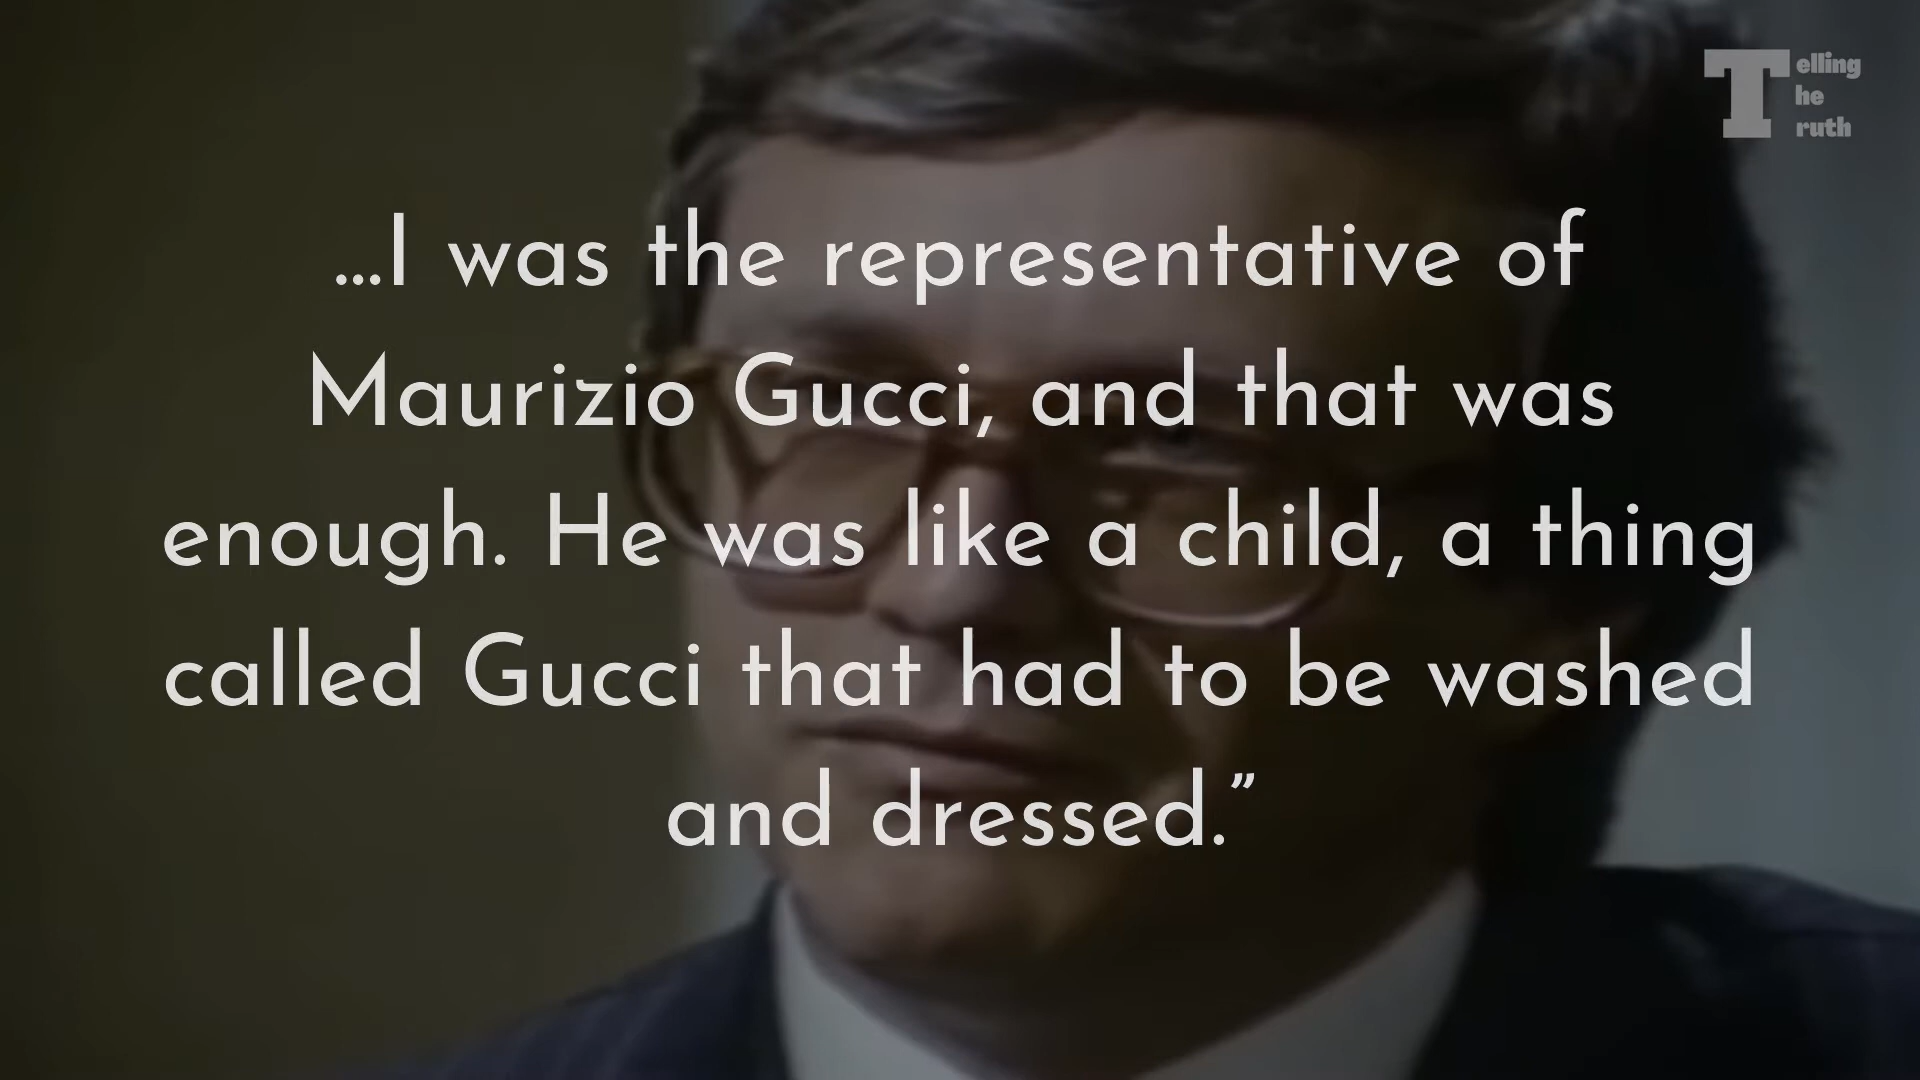 Telling
The
Truth
...I was the representative of
Maurizio Gucci, and that was
enough. He was like a child, a thing
called Gucci that had to be washed
and dressed.”